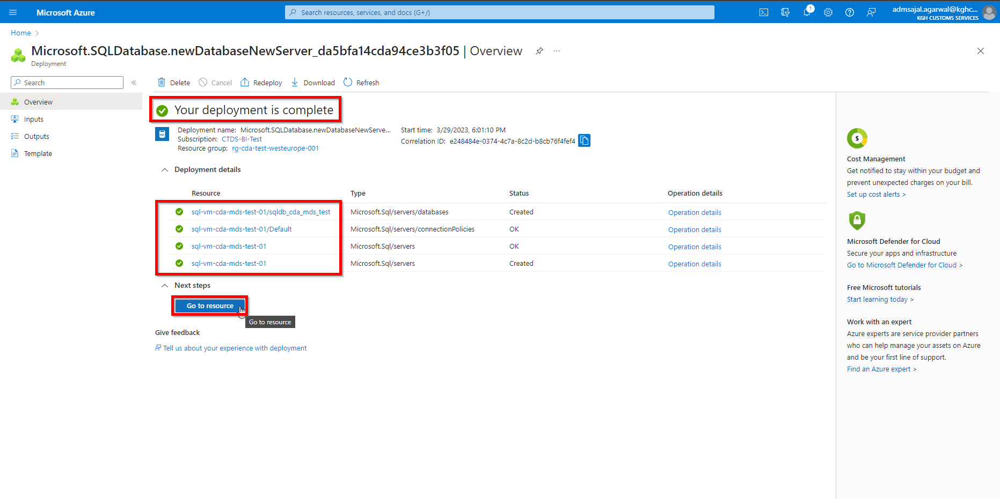 Microsoft Azure
Search resources, services, and docs (G+/)
1
admsajal.agarwal@kghc...
KGH CUSTOMS SERVICES
Home
Microsoft.SQLDatabase.newDatabaseNewServer_da5bfa14cda94ce3b3f05 | Overview
Deployment
Search
Delete
Cancel
Redeploy
Download
Refresh
Overview
Inputs
Outputs
Template
Your deployment is complete
SQL
Deployment name: Microsoft.SQLDatabase.newDatabaseNewServe...
Subscription: CTDS-BI-Test
Resource group: rg-cda-test-westeurope-001
Start time: 3/29/2023, 6:01:10 PM
Correlation ID: e248484e-0374-4c7a-8c2d-b8cb76f4fef4
Deployment details
Resource Type Status Operation details
sql-vm-cda-mds-test-01/sqldb_cda_mds_test Microsoft.Sql/servers/databases Created Operation details
sql-vm-cda-mds-test-01/Default Microsoft.Sql/servers/connectionPolicies OK Operation details
sql-vm-cda-mds-test-01 Microsoft.Sql/servers OK Operation details
sql-vm-cda-mds-test-01 Microsoft.Sql/servers Created Operation details
Next steps
Go to resource
Go to resource
Give feedback
Tell us about your experience with deployment
$
Cost Management
Get notified to stay within your budget and
prevent unexpected charges on your bill.
Set up cost alerts >
Microsoft Defender for Cloud
Secure your apps and infrastructure
Go to Microsoft Defender for Cloud >
Free Microsoft tutorials
Start learning today >
Work with an expert
Azure experts are service provider partners
who can help manage your assets on Azure
and be your first line of support.
Find an Azure expert >